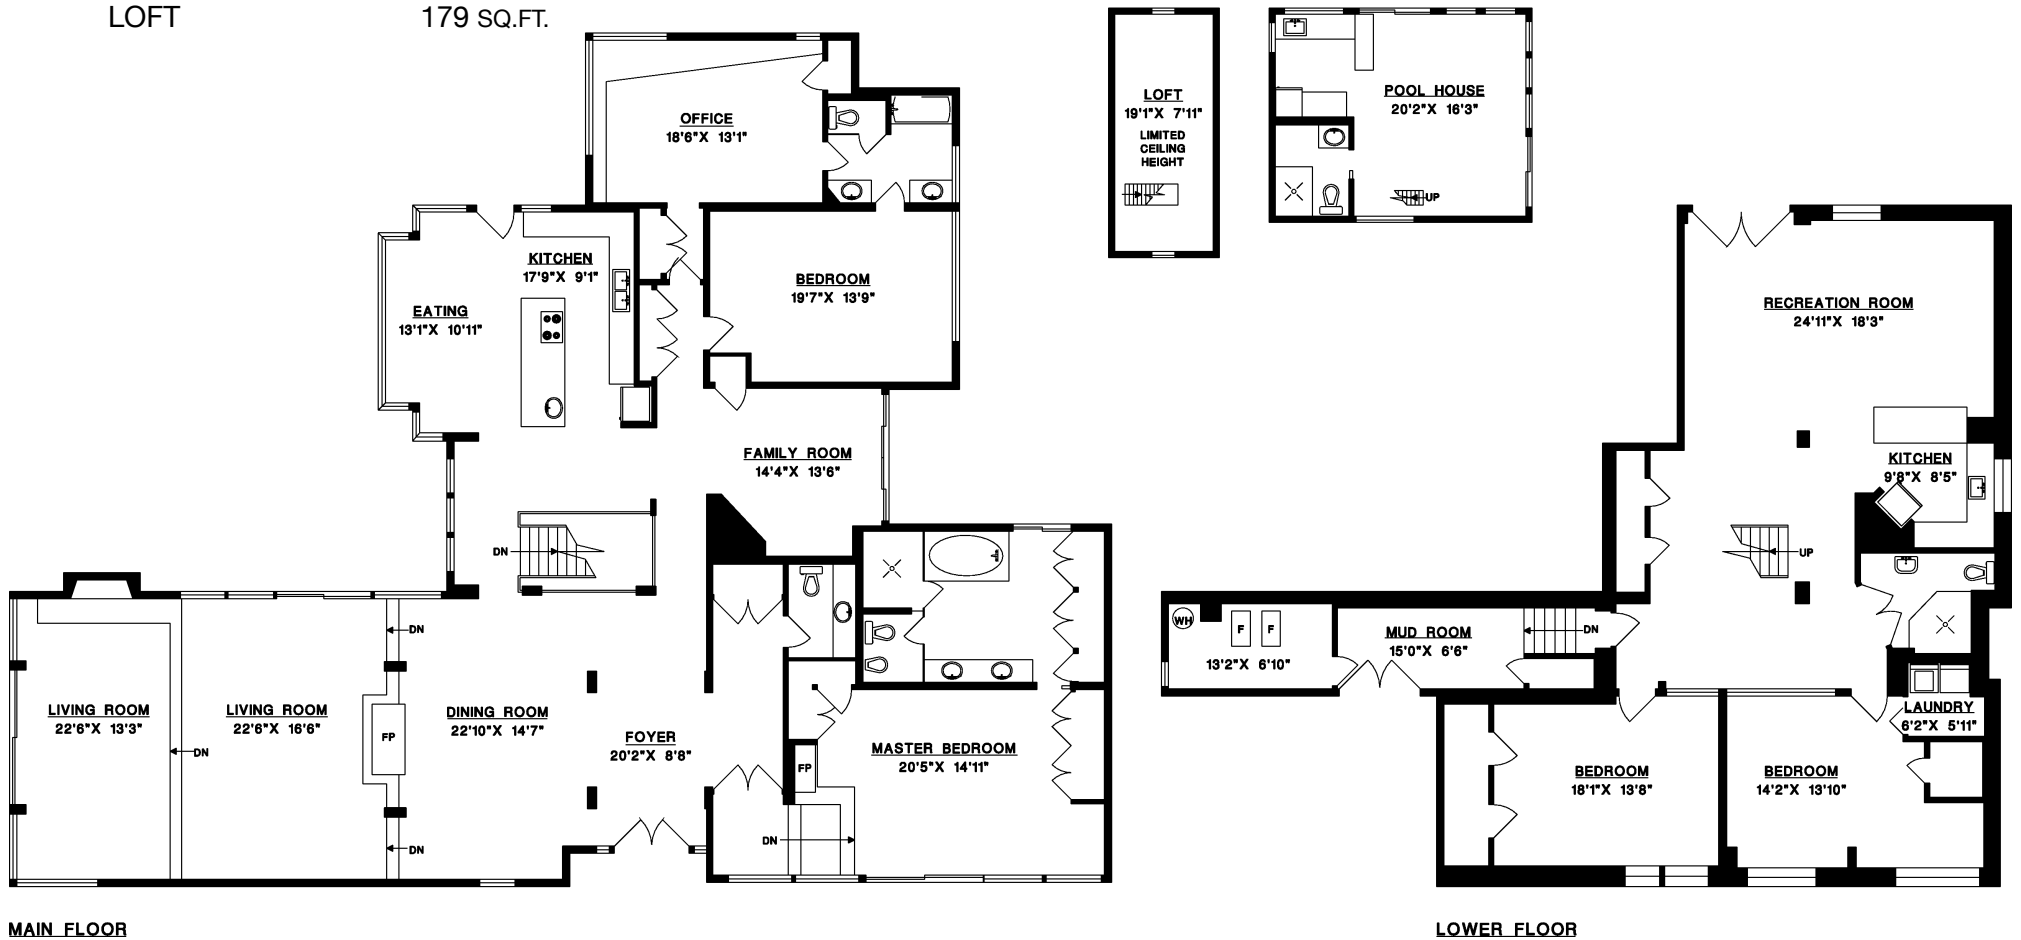 LOFT 179 SQ.FT.
OFFICE
18'6"X 13'1"
KITCHEN
17'9"X 9'1"
EATING
13'1"X 10'11"
BEDROOM
19'7"X 13'9"
FAMILY ROOM
14'4"X 13'6"
DN
DN
LIVING ROOM
22'6"X 13'3"
DN
LIVING ROOM
22'6"X 16'6"
FP
DINING ROOM
22'10"X 14'7"
DN
FOYER
20'2"X 8'8"
FP
MASTER BEDROOM
20'5"X 14'11"
DN
MAIN FLOOR
LOFT
19'1"X 7'11"
LIMITED
CEILING
HEIGHT
POOL HOUSE
20'2"X 16'3"
UP
RECREATION ROOM
24'11"X 18'3"
KITCHEN
9'8"X 8'5"
UP
WH
F
F
13'2"X 6'10"
MUD ROOM
15'0"X 6'6"
DN
LAUNDRY
6'2"X 5'11"
BEDROOM
18'1"X 13'8"
BEDROOM
14'2"X 13'10"
LOWER FLOOR